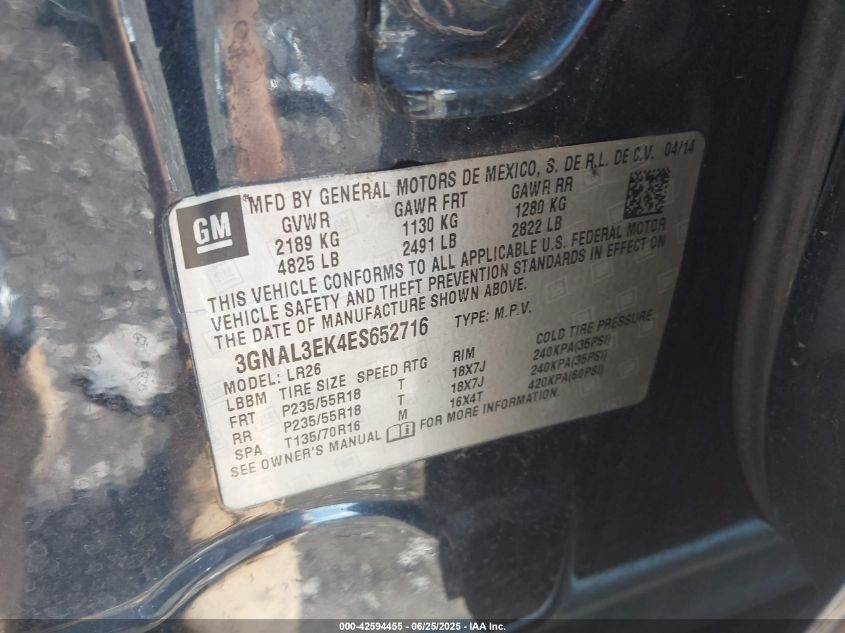 GM
MFD BY GENERAL MOTORS DE MEXICO, S. DE R.L. DE C.V. 04/14
GVWR GAWR FRT GAWR RR
2189 KG 1130 KG 1280 KG
4825 LB 2491 LB 2822 LB
THIS VEHICLE CONFORMS TO ALL APPLICABLE U.S. FEDERAL MOTOR
VEHICLE SAFETY AND THEFT PREVENTION STANDARDS IN EFFECT ON
THE DATE OF MANUFACTURE SHOWN ABOVE.
3GNAL3EK4ES652716 TYPE: M.P.V.
MODEL: LR26
LBBM TIRE SIZE SPEED RTG RIM COLD TIRE PRESSURE
FRT P235/55R18 T 18X7J 240KPA(35PSI)
RR P235/55R18 T 18X7J 240KPA(35PSI)
SPA T135/70R16 M 16X4T 420KPA(60PSI)
SEE OWNER'S MANUAL FOR MORE INFORMATION.
000-42594455 - 06/25/2025 - IAA Inc.